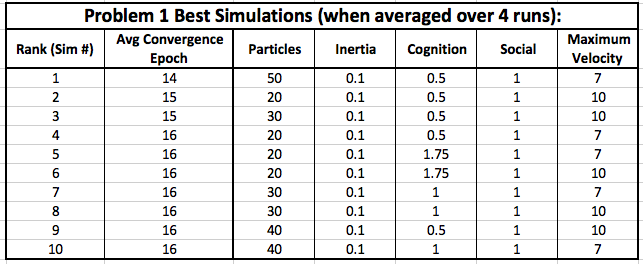 Problem 1 Best Simulations (when averaged over 4 runs):
Rank (Sim #) Avg Convergence Epoch Particles Inertia Cognition Social Maximum Velocity
1 14 50 0.1 0.5 1 7
2 15 20 0.1 0.5 1 10
3 15 30 0.1 0.5 1 10
4 16 20 0.1 0.5 1 7
5 16 20 0.1 1.75 1 7
6 16 20 0.1 1.75 1 10
7 16 30 0.1 1 1 7
8 16 30 0.1 1 1 10
9 16 40 0.1 0.5 1 10
10 16 40 0.1 1 1 7